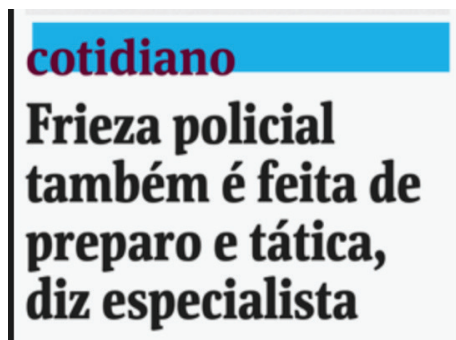 cotidiano
Frieza policial
também é feita de
preparo e tática,
diz especialista